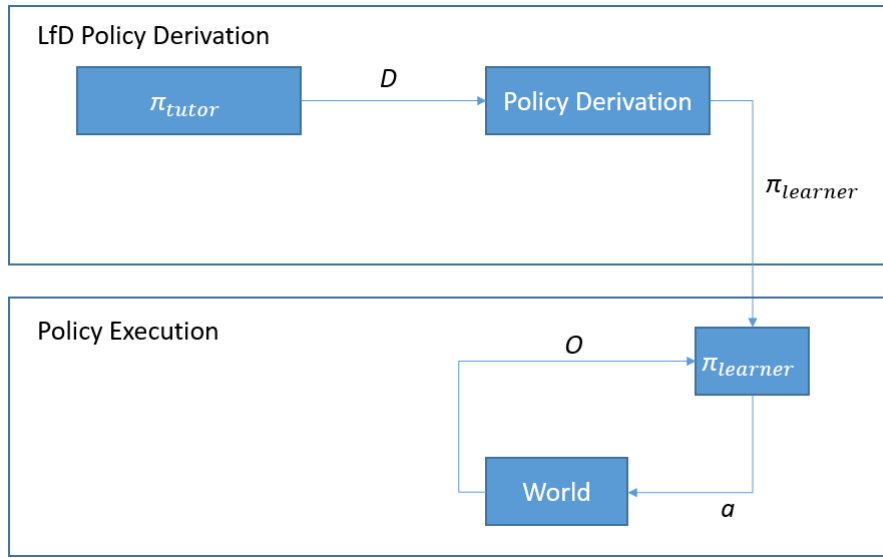 LfD Policy Derivation
π_tutor
D
Policy Derivation
π_learner
Policy Execution
O
π_learner
World
a